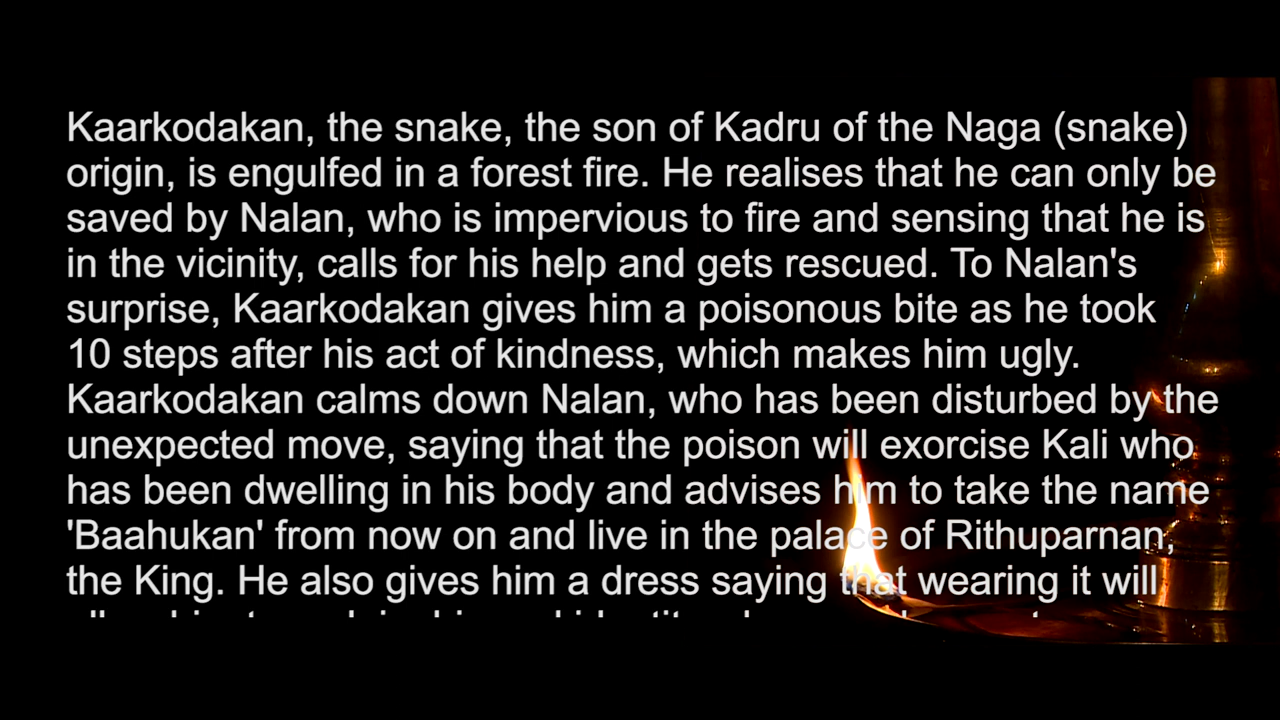 Kaarkodakan, the snake, the son of Kadru of the Naga (snake)
origin, is engulfed in a forest fire. He realises that he can only be
saved by Nalan, who is impervious to fire and sensing that he is
in the vicinity, calls for his help and gets rescued. To Nalan's
surprise, Kaarkodakan gives him a poisonous bite as he took
10 steps after his act of kindness, which makes him ugly.
Kaarkodakan calms down Nalan, who has been disturbed by the
unexpected move, saying that the poison will exorcise Kali who
has been dwelling in his body and advises him to take the name
'Baahukan' from now on and live in the palace of Rithuparnan,
the King. He also gives him a dress saying that wearing it will